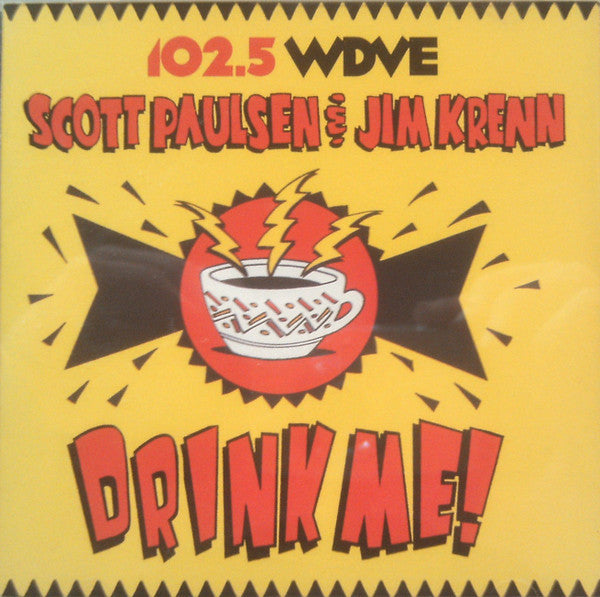 102.5 WDVE
SCOTT PAULSEN & JIM KRENN
DRINK ME!